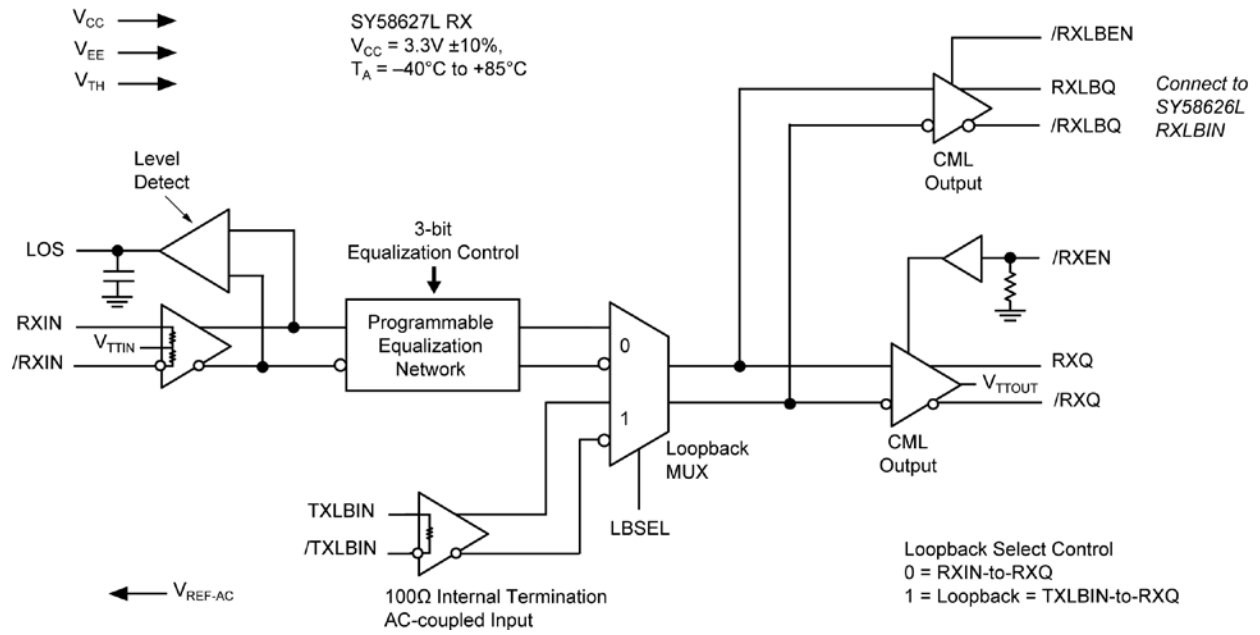 V_CC
V_EE
V_TH
SY58627L RX
V_CC = 3.3V ±10%,
T_A = –40°C to +85°C
/RXLBEN
RXLBQ
/RXLBQ
Connect to
SY58626L
RXLBIN
CML
Output
Level
Detect
LOS
3-bit
Equalization Control
/RXEN
RXIN
V_TTIN
/RXIN
Programmable
Equalization
Network
0
1
Loopback
MUX
LBSEL
RXQ
V_TTOUT
/RXQ
CML
Output
TXLBIN
/TXLBIN
100Ω Internal Termination
AC-coupled Input
V_REF-AC
Loopback Select Control
0 = RXIN-to-RXQ
1 = Loopback = TXLBIN-to-RXQ